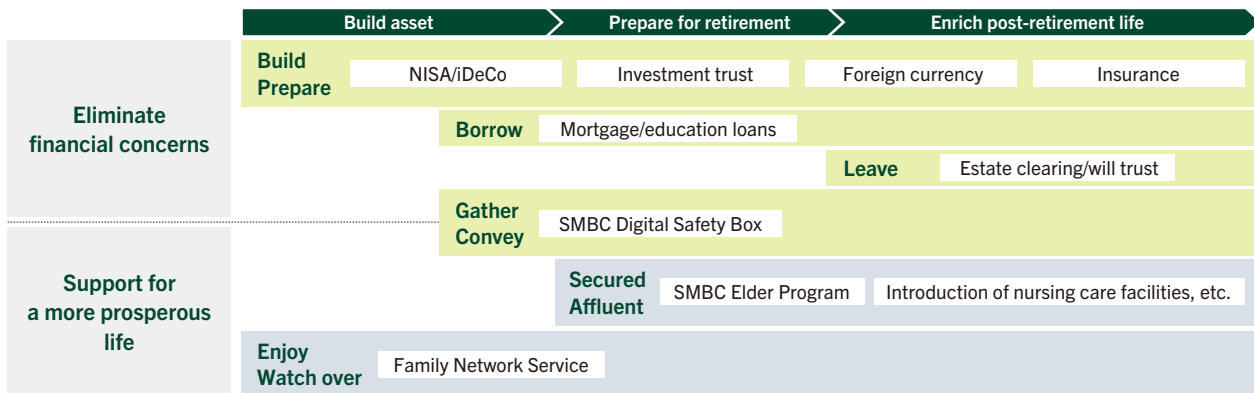 Build asset
Prepare for retirement
Enrich post-retirement life
Eliminate
financial concerns
Build
Prepare
NISA/iDeCo
Investment trust
Foreign currency
Insurance
Borrow
Mortgage/education loans
Leave
Estate clearing/will trust
Gather
Convey
SMBC Digital Safety Box
Support for
a more prosperous
life
Secured
Affluent
SMBC Elder Program
Introduction of nursing care facilities, etc.
Enjoy
Watch over
Family Network Service